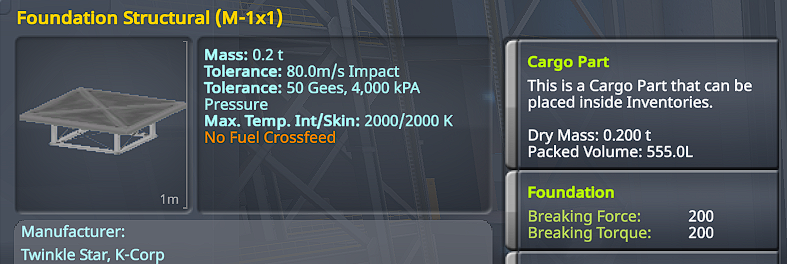 Foundation Structural (M-1x1)
1m
Mass: 0.2 t
Tolerance: 80.0m/s Impact
Tolerance: 50 Gees, 4,000 kPA
Pressure
Max. Temp. Int/Skin: 2000/2000 K
No Fuel Crossfeed
Manufacturer:
Twinkle Star, K-Corp
Cargo Part
This is a Cargo Part that can be
placed inside Inventories.
Dry Mass: 0.200 t
Packed Volume: 555.0L
Foundation
Breaking Force: 200
Breaking Torque: 200